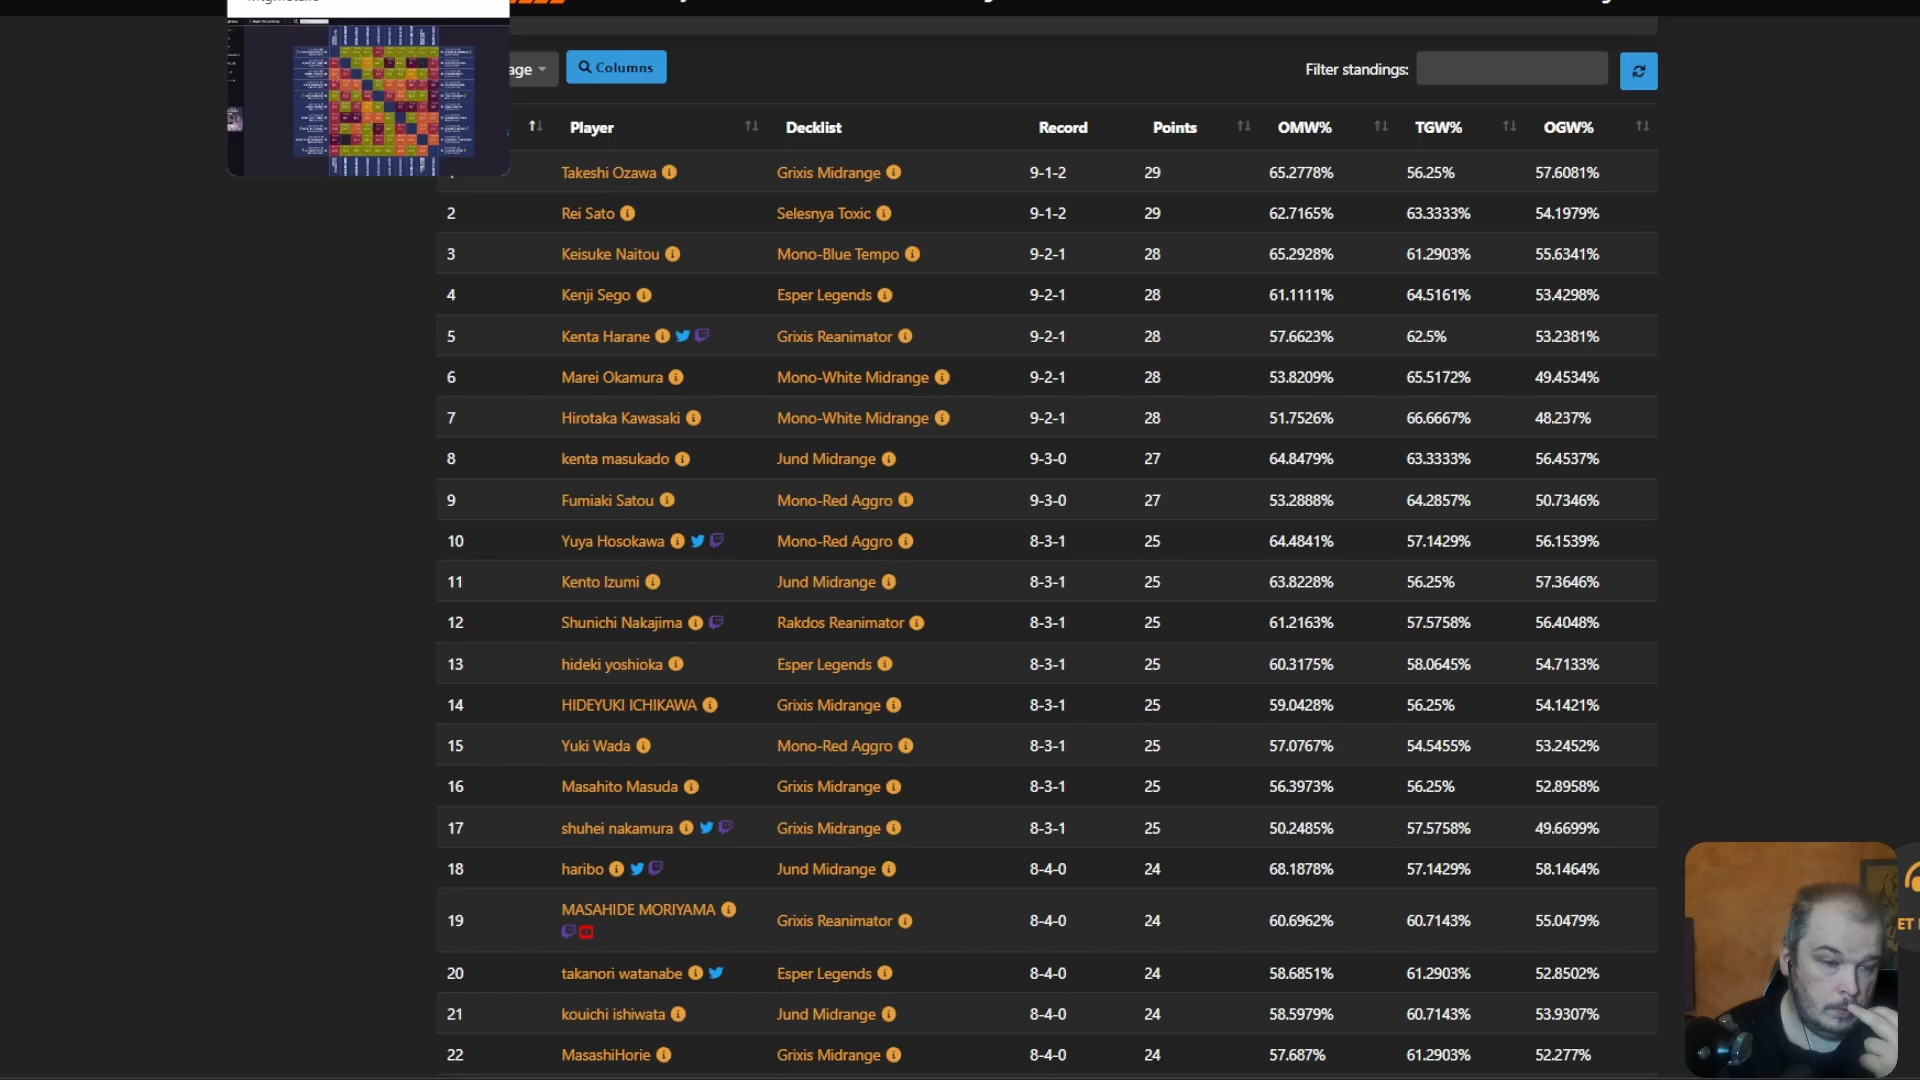 age Columns Filter standings:
Player Decklist Record Points OMW% TGW% OGW%
Takeshi Ozawa Grixis Midrange 9-1-2 29 65.2778% 56.25% 57.6081%
2 Rei Sato Selesnya Toxic 9-1-2 29 62.7165% 63.3333% 54.1979%
3 Keisuke Naitou Mono-Blue Tempo 9-2-1 28 65.2928% 61.2903% 55.6341%
4 Kenji Sego Esper Legends 9-2-1 28 61.1111% 64.5161% 53.4298%
5 Kenta Harane Grixis Reanimator 9-2-1 28 57.6623% 62.5% 53.2381%
6 Marei Okamura Mono-White Midrange 9-2-1 28 53.8209% 65.5172% 49.4534%
7 Hirotaka Kawasaki Mono-White Midrange 9-2-1 28 51.7526% 66.6667% 48.237%
8 kenta masukado Jund Midrange 9-3-0 27 64.8479% 63.3333% 56.4537%
9 Fumiaki Satou Mono-Red Aggro 9-3-0 27 53.2888% 64.2857% 50.7346%
10 Yuya Hosokawa Mono-Red Aggro 8-3-1 25 64.4841% 57.1429% 56.1539%
11 Kento Izumi Jund Midrange 8-3-1 25 63.8228% 56.25% 57.3646%
12 Shunichi Nakajima Rakdos Reanimator 8-3-1 25 61.2163% 57.5758% 56.4048%
13 hideki yoshioka Esper Legends 8-3-1 25 60.3175% 58.0645% 54.7133%
14 HIDEYUKI ICHIKAWA Grixis Midrange 8-3-1 25 59.0428% 56.25% 54.1421%
15 Yuki Wada Mono-Red Aggro 8-3-1 25 57.0767% 54.5455% 53.2452%
16 Masahito Masuda Grixis Midrange 8-3-1 25 56.3973% 56.25% 52.8958%
17 shuhei nakamura Grixis Midrange 8-3-1 25 50.2485% 57.5758% 49.6699%
18 haribo Jund Midrange 8-4-0 24 68.1878% 57.1429% 58.1464%
19 MASAHIDE MORIYAMA Grixis Reanimator 8-4-0 24 60.6962% 60.7143% 55.0479%
20 takanori watanabe Esper Legends 8-4-0 24 58.6851% 61.2903% 52.8502%
21 kouichi ishiwata Jund Midrange 8-4-0 24 58.5979% 60.7143% 53.9307%
22 MasashiHorie Grixis Midrange 8-4-0 24 57.687% 61.2903% 52.277%
ET